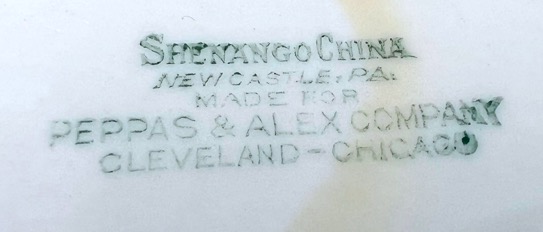 SHENANGO CHINA
NEW CASTLE, PA.
MADE FOR
PEPPAS & ALEX COMPANY
CLEVELAND - CHICAGO